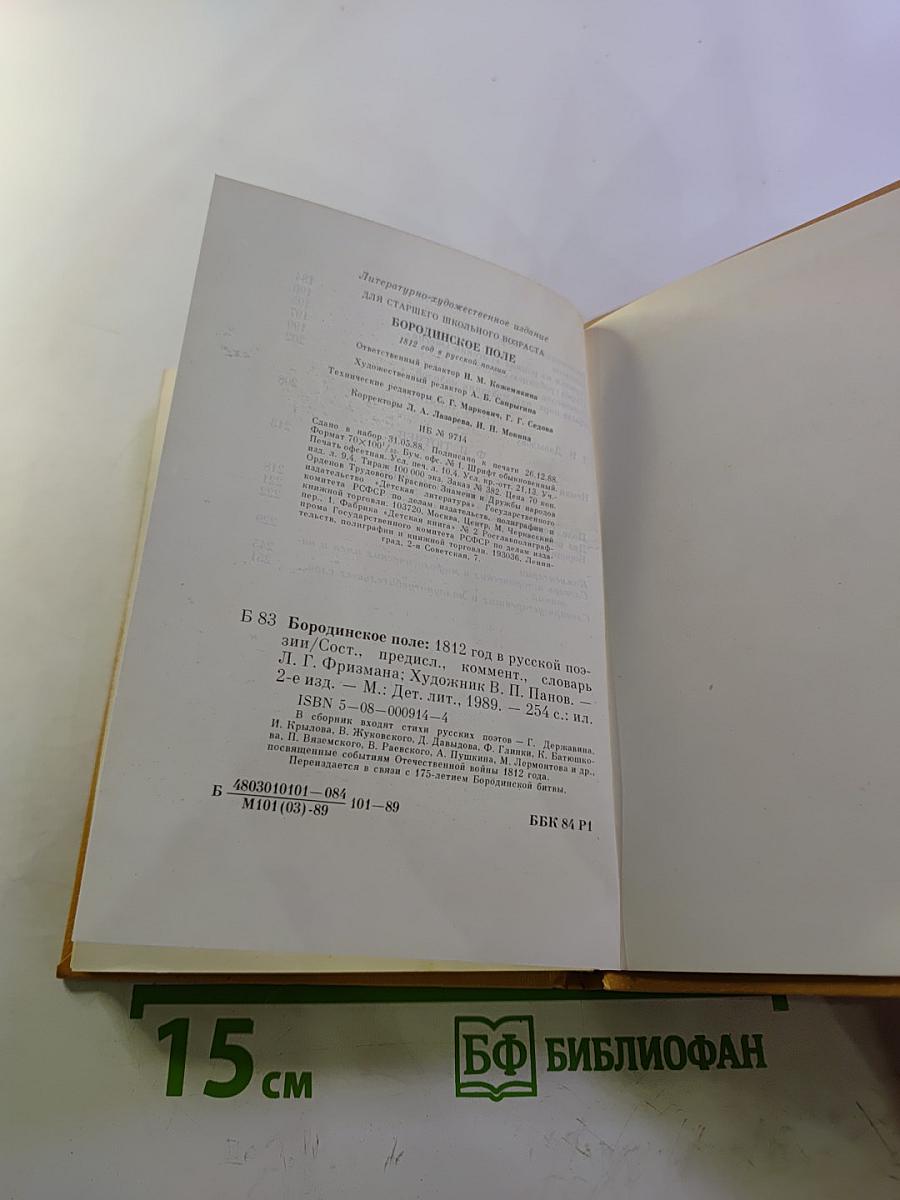 Литературно-художественное издание
ДЛЯ СТАРШЕГО ШКОЛЬНОГО ВОЗРАСТА
БОРОДИНСКОЕ ПОЛЕ
1812 год в русской поэзии
Ответственный редактор И. М. Кожемякина
Художественный редактор А. Б. Сапрыгина
Технические редакторы С. Г. Маркович, Г. Г. Седова
Корректоры Л. А. Лазарева, И. Н. Мокина
ИБ № 9714
Сдано в набор 31.05.88. Подписано к печати 26.12.88.
Формат 70×100 1/32. Бум. офс. № 1. Шрифт обыкновенный.
Печать офсетная. Усл. печ. л. 10,4. Усл. кр.-отт. 21,13. Уч.-
изд. л. 9,4. Тираж 100 000 экз. Заказ № 382. Цена 70 коп.
Орденов Трудового Красного Знамени и Дружбы народов
издательство «Детская литература» Государственного
комитета РСФСР по делам издательств, полиграфии и
книжной торговли. 103720, Москва, Центр, М. Черкасский
пер., 1. Фабрика «Детская книга» № 2 Росглавполиграф-
прома Государственного комитета РСФСР по делам изда-
тельств, полиграфии и книжной торговли. 193036, Ленин-
град, 2-я Советская, 7.
Б 83 Бородинское поле: 1812 год в русской поэ-
зии/Сост., предисл., коммент., словарь
Л. Г. Фризмана; Художник В. П. Панов. —
2-е изд. — М.: Дет. лит., 1989. — 254 с.: ил.
ISBN 5—08—000914—4
В сборник входят стихи русских поэтов — Г. Державина,
И. Крылова, В. Жуковского, Д. Давыдова, Ф. Глинки, К. Батюшко-
ва, П. Вяземского, В. Раевского, А. Пушкина, М. Лермонтова и др.,
посвященные событиям Отечественной войны 1812 года.
Переиздается в связи с 175-летием Бородинской битвы.
Б 4803010101—084
М101(03)-89 101—89
ББК 84 Р1
15 см
БФ БИБЛИОФАН